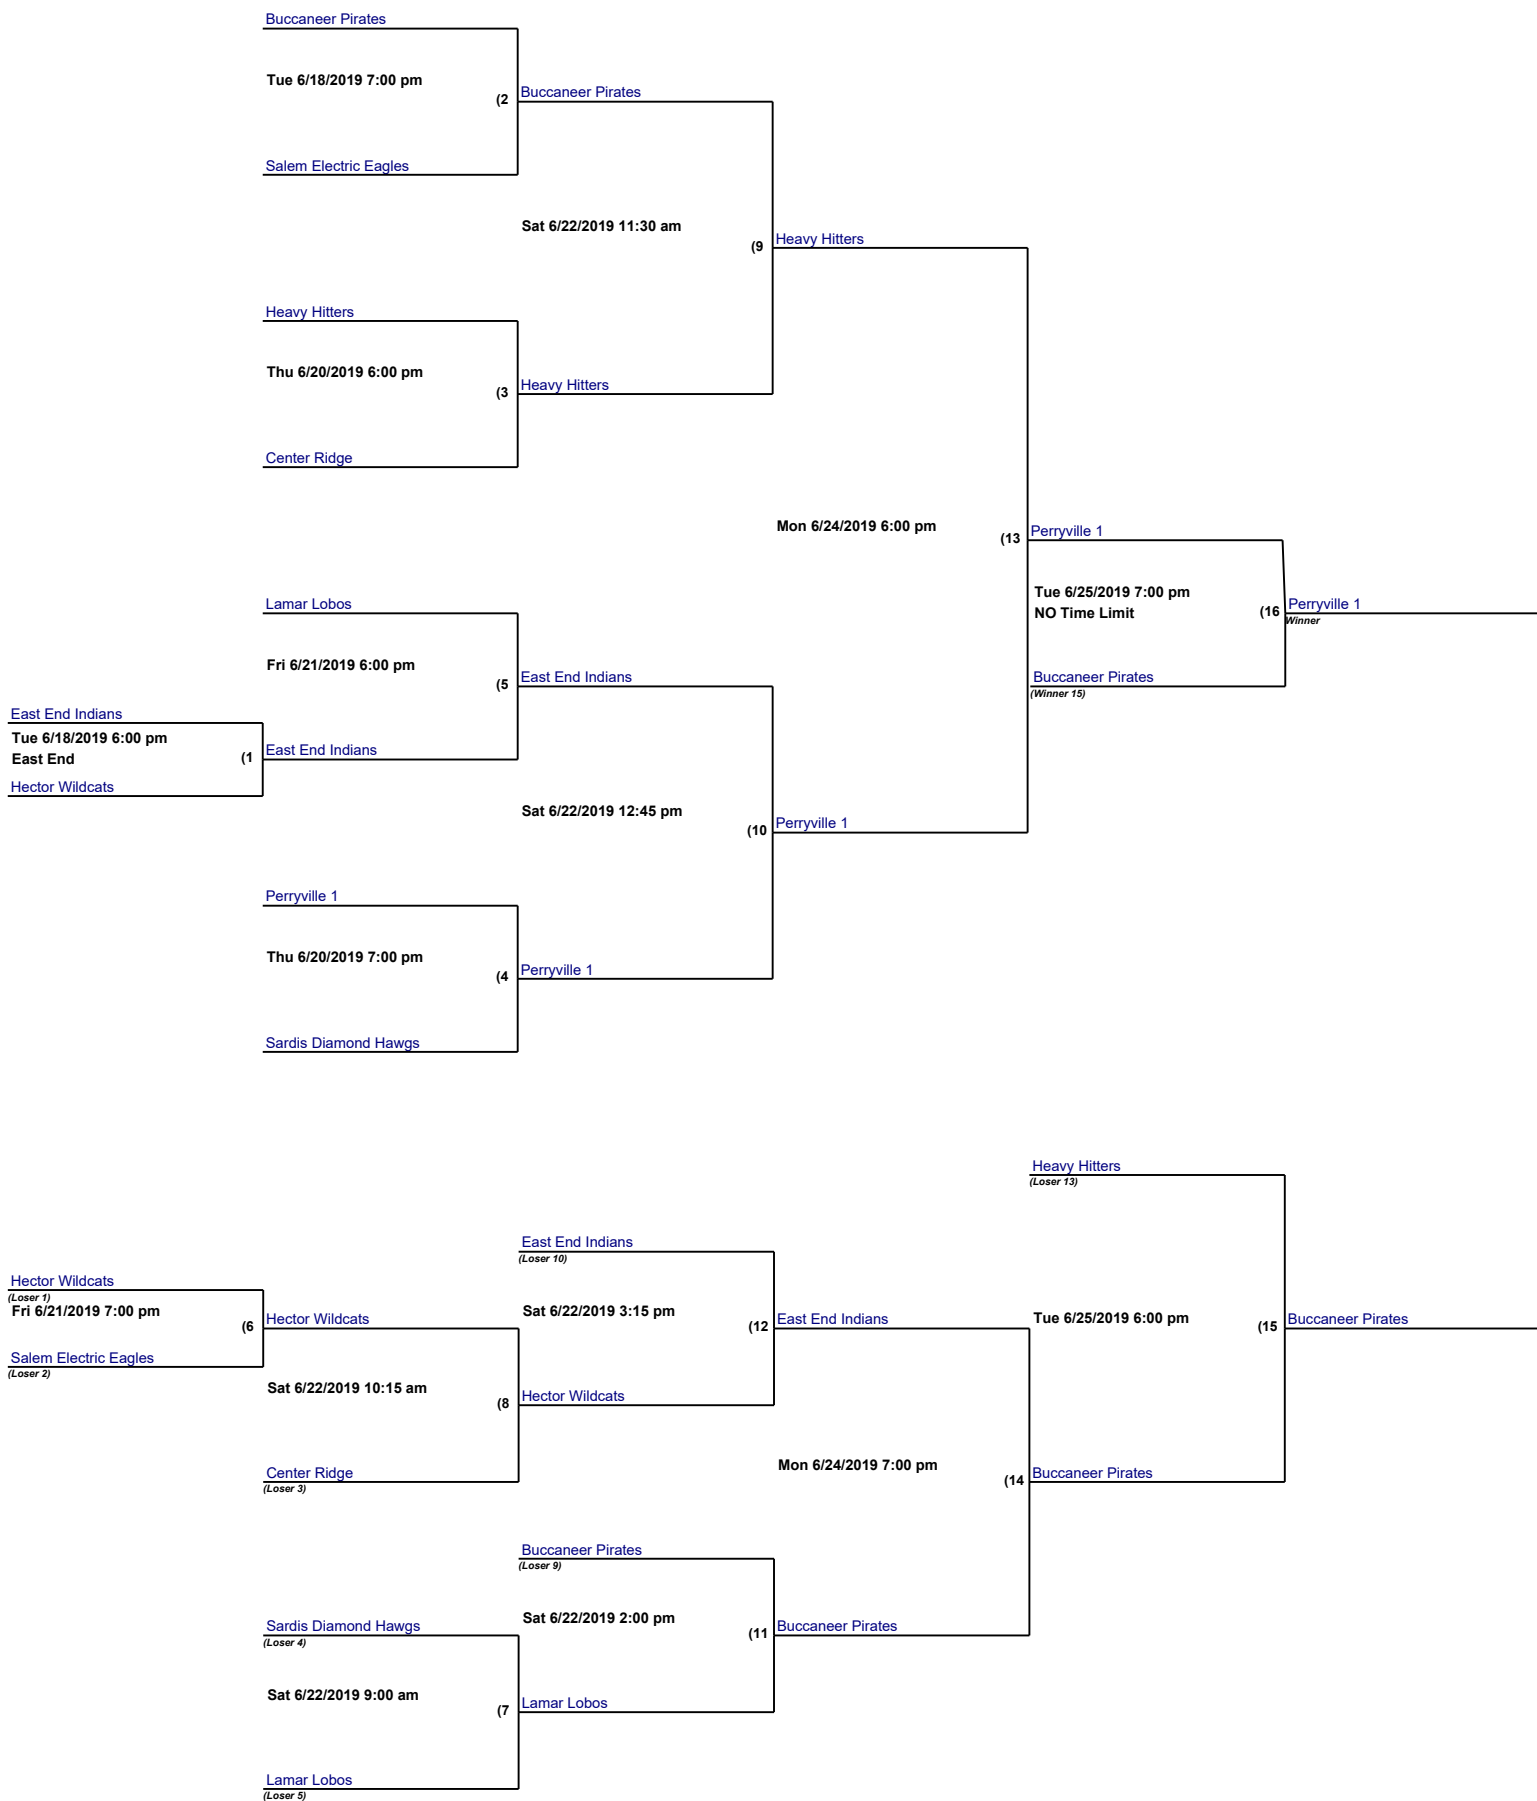 Buccaneer Pirates
Tue 6/18/2019 7:00 pm
(2
Buccaneer Pirates
Salem Electric Eagles
Sat 6/22/2019 11:30 am
(9
Heavy Hitters
Heavy Hitters
Thu 6/20/2019 6:00 pm
(3
Heavy Hitters
Center Ridge
Mon 6/24/2019 6:00 pm
(13
Perryville 1
Tue 6/25/2019 7:00 pm
NO Time Limit
(16
Perryville 1
Winner
Lamar Lobos
Fri 6/21/2019 6:00 pm
(5
East End Indians
Buccaneer Pirates
(Winner 15)
East End Indians
Tue 6/18/2019 6:00 pm
East End
(1
East End Indians
Hector Wildcats
Sat 6/22/2019 12:45 pm
(10
Perryville 1
Perryville 1
Thu 6/20/2019 7:00 pm
(4
Perryville 1
Sardis Diamond Hawgs
Heavy Hitters
(Loser 13)
East End Indians
(Loser 10)
Hector Wildcats
(Loser 1)
Fri 6/21/2019 7:00 pm
(6
Hector Wildcats
Sat 6/22/2019 3:15 pm
(12
East End Indians
Tue 6/25/2019 6:00 pm
(15
Buccaneer Pirates
Salem Electric Eagles
(Loser 2)
Sat 6/22/2019 10:15 am
(8
Hector Wildcats
Center Ridge
(Loser 3)
Mon 6/24/2019 7:00 pm
(14
Buccaneer Pirates
Buccaneer Pirates
(Loser 9)
Sat 6/22/2019 2:00 pm
(11
Buccaneer Pirates
Sardis Diamond Hawgs
(Loser 4)
Sat 6/22/2019 9:00 am
(7
Lamar Lobos
Lamar Lobos
(Loser 5)